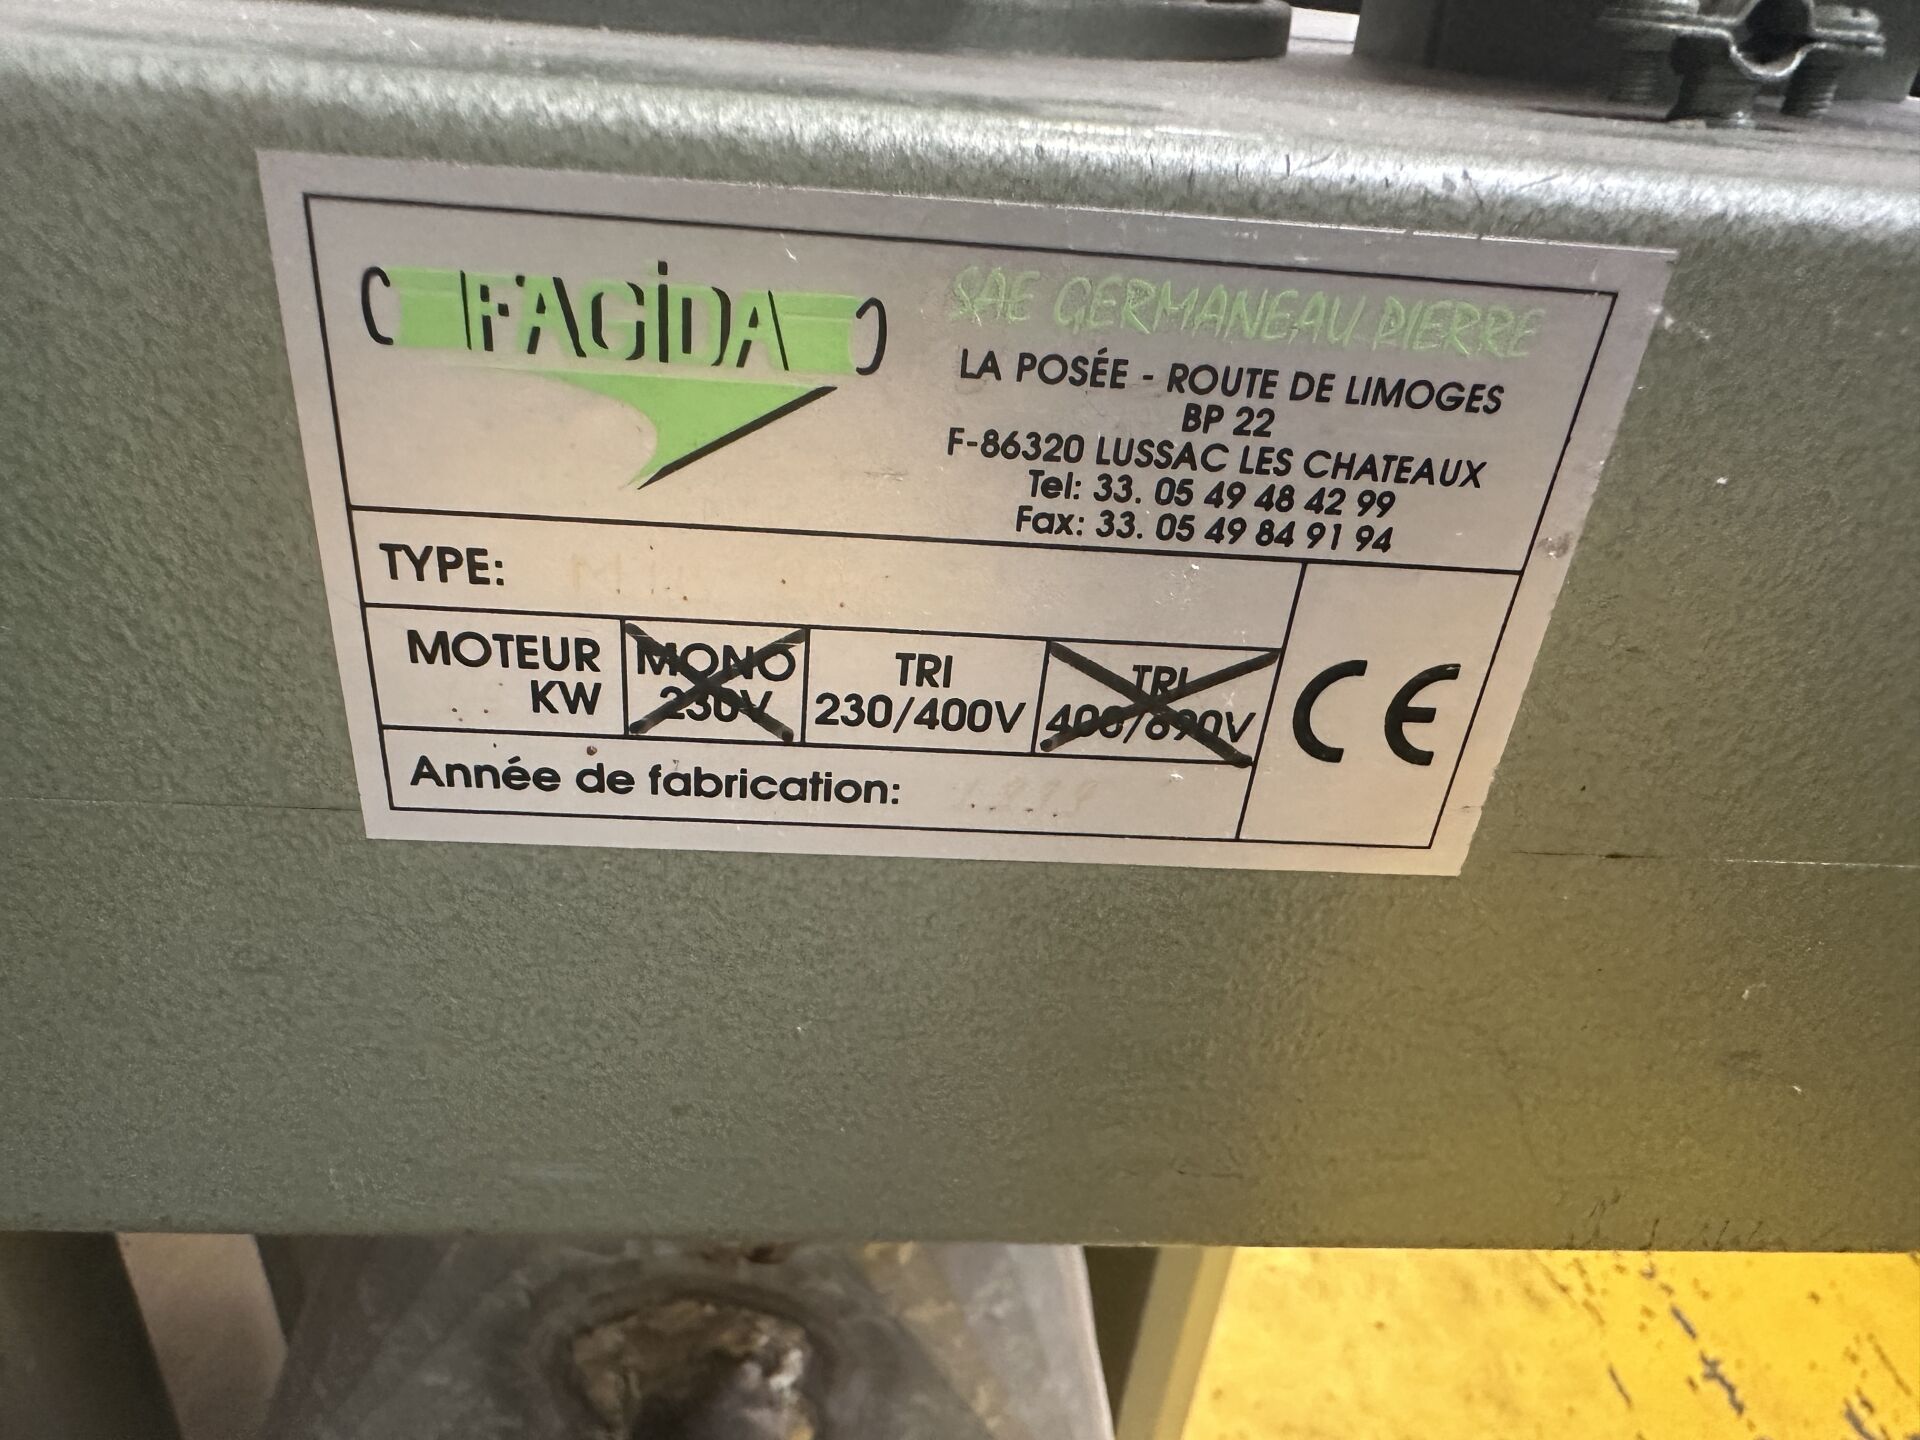 FAGIDA
SAE GERMANEAU PIERRE
LA POSÉE - ROUTE DE LIMOGES
BP 22
F-86320 LUSSAC LES CHATEAUX
Tel: 33. 05 49 48 42 99
Fax: 33. 05 49 84 91 94
TYPE:
MOTEUR
KW
MONO
230V
TRI
230/400V
TRI
400/690V
CE
Année de fabrication: